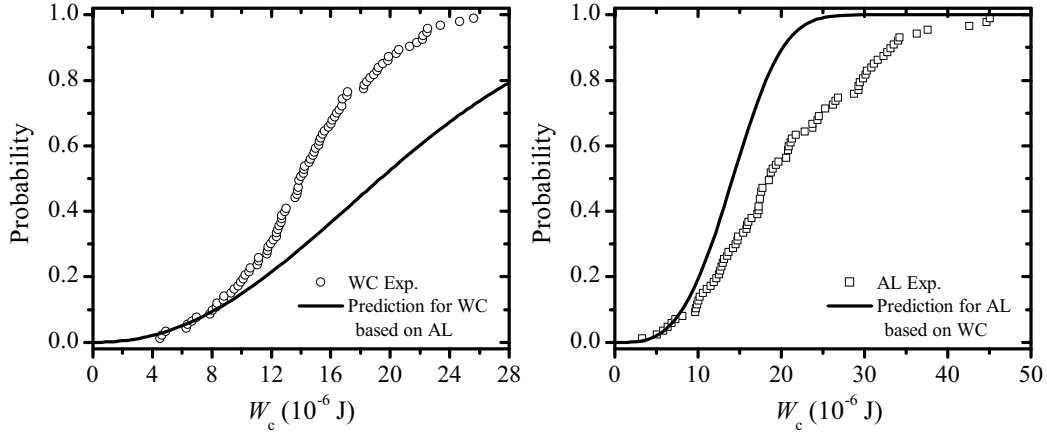 1.0
0.8
0.6
0.4
0.2
0.0
Probability
WC Exp.
Prediction for WC
based on AL
0 4 8 12 16 20 24 28
W_c (10^-6 J)
1.0
0.8
0.6
0.4
0.2
0.0
Probability
AL Exp.
Prediction for AL
based on WC
0 10 20 30 40 50
W_c (10^-6 J)